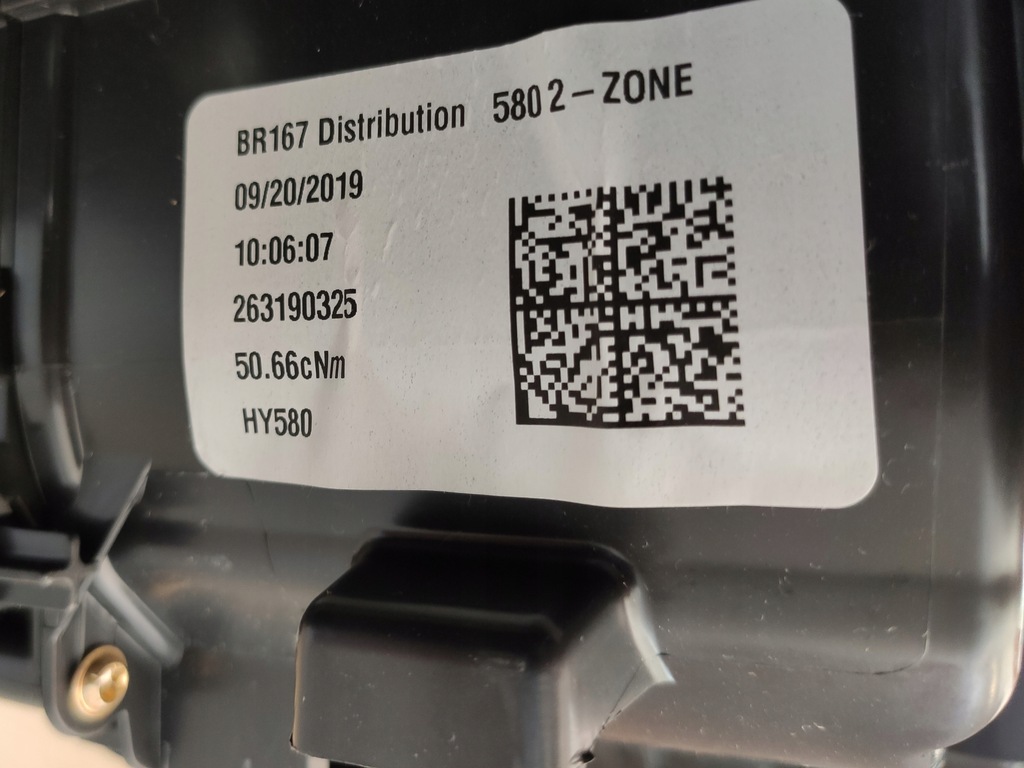 BR167 Distribution 580 2-ZONE
09/20/2019
10:06:07
263190325
50.66cNm
HY580